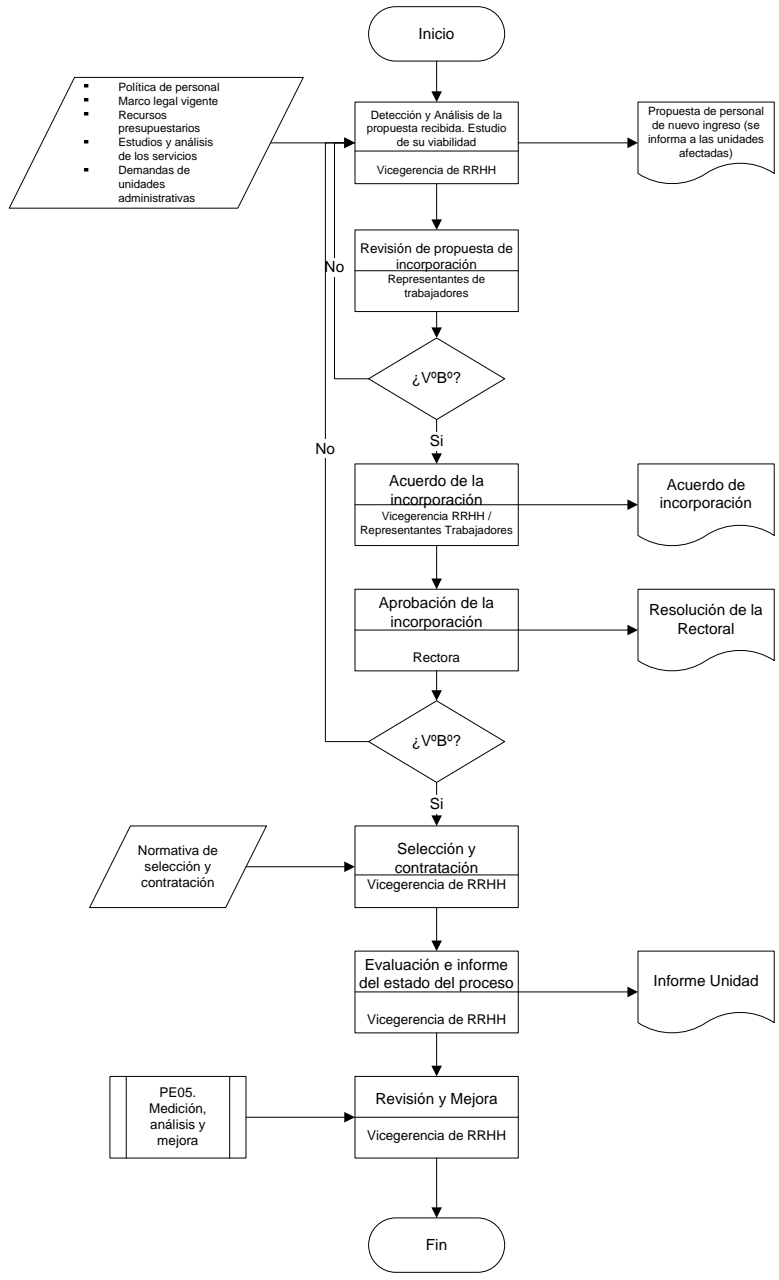 Inicio
▪ Política de personal
▪ Marco legal vigente
▪ Recursos
presupuestarios
▪ Estudios y análisis
de los servicios
▪ Demandas de
unidades
administrativas
Detección y Análisis de la
propuesta recibida. Estudio
de su viabilidad
Vicegerencia de RRHH
Propuesta de personal
de nuevo ingreso (se
informa a las unidades
afectadas)
Revisión de propuesta de
incorporación
Representantes de
trabajadores
No
¿VºBº?
Si
No
Acuerdo de la
incorporación
Vicegerencia RRHH /
Representantes Trabajadores
Acuerdo de
incorporación
Aprobación de la
incorporación
Rectora
Resolución de la
Rectoral
¿VºBº?
Si
Normativa de
selección y
contratación
Selección y
contratación
Vicegerencia de RRHH
Evaluación e informe
del estado del proceso
Vicegerencia de RRHH
Informe Unidad
PE05.
Medición,
análisis y
mejora
Revisión y Mejora
Vicegerencia de RRHH
Fin